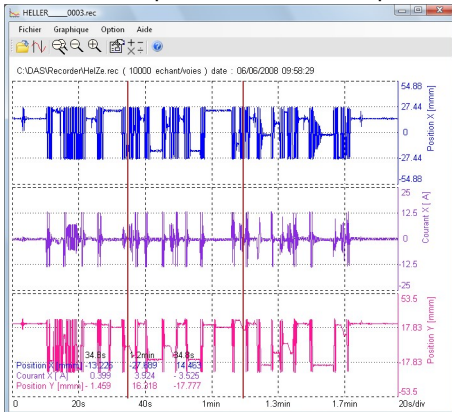 HELLER____0003.rec
Fichier Graphique Option Aide
C:\DAS\Recorder\HelZe.rec ( 10000 echant/voies ) date : 06/06/2008 09:58:29
54.88
27.44
0
-27.44
-54.88
Position X [mmm]
25
12.5
0
-12.5
-25
Courant X [ A]
53.5
17.83
-17.83
-53.5
Position Y [mmm]
34.6s 1.2min 64.8s
Position X [mmm] -13.226 -27.689 14.463
Courant X [ A] 0.399 3.924 -3.525
Position Y [mmm] -1.459 16.318 -17.777
0 20s 40s 1min 1.3min 1.7min 20s/div